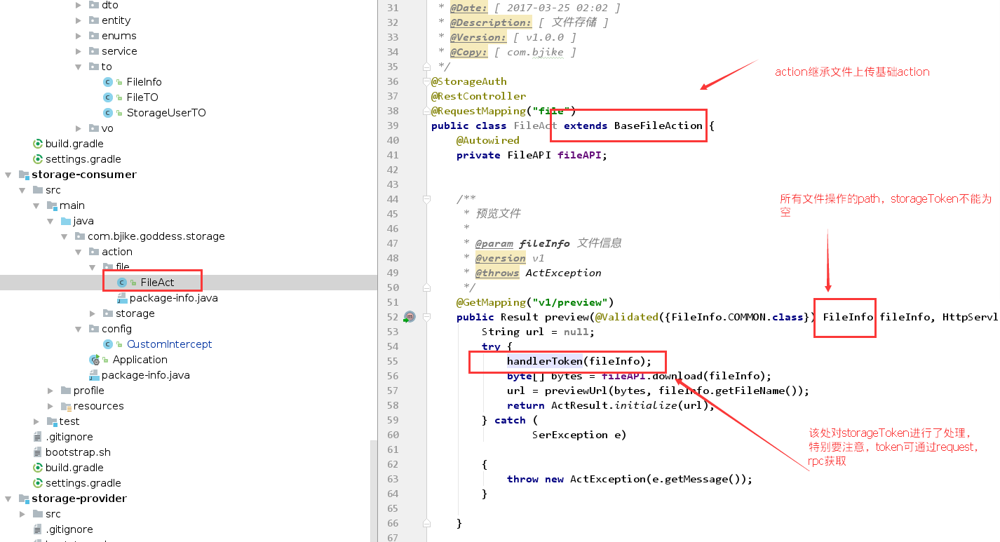 dto
entity
enums
service
to
FileInfo
FileTO
StorageUserTO
vo
build.gradle
settings.gradle
storage-consumer
src
main
java
com.bjike.goddess.storage
action
file
FileAct
package-info.java
storage
config
CustomIntercept
Application
package-info.java
profile
resources
test
.gitignore
bootstrap.sh
build.gradle
settings.gradle
storage-provider
src
.gitignore
31 * @Date: [ 2017-03-25 02:02 ]
32 * @Description: [ 文件存储 ]
33 * @Version: [ v1.0.0 ]
34 * @Copy: [ com.bjike ]
35 */
36 @StorageAuth
37 @RestController
38 @RequestMapping("file")
39 public class FileAct extends BaseFileAction {
40 @Autowired
41 private FileAPI fileAPI;
42
43
44 /**
45 * 预览文件
46 *
47 * @param fileInfo 文件信息
48 * @version v1
49 * @throws ActException
50 */
51 @GetMapping("v1/preview")
52 public Result preview(@Validated({FileInfo.COMMON.class}) FileInfo fileInfo, HttpServl
53 String url = null;
54 try {
55 handlerToken(fileInfo);
56 byte[] bytes = fileAPI.download(fileInfo);
57 url = previewUrl(bytes, fileInfo.getFileName());
58 return ActResult.initialize(url);
59 } catch (
60 SerException e)
61
62 {
63 throw new ActException(e.getMessage());
64 }
65
66 }
67
action继承文件上传基础action
所有文件操作的path，storageToken不能为
空
该处对storageToken进行了处理，
特别要注意，token可通过request，
rpc获取